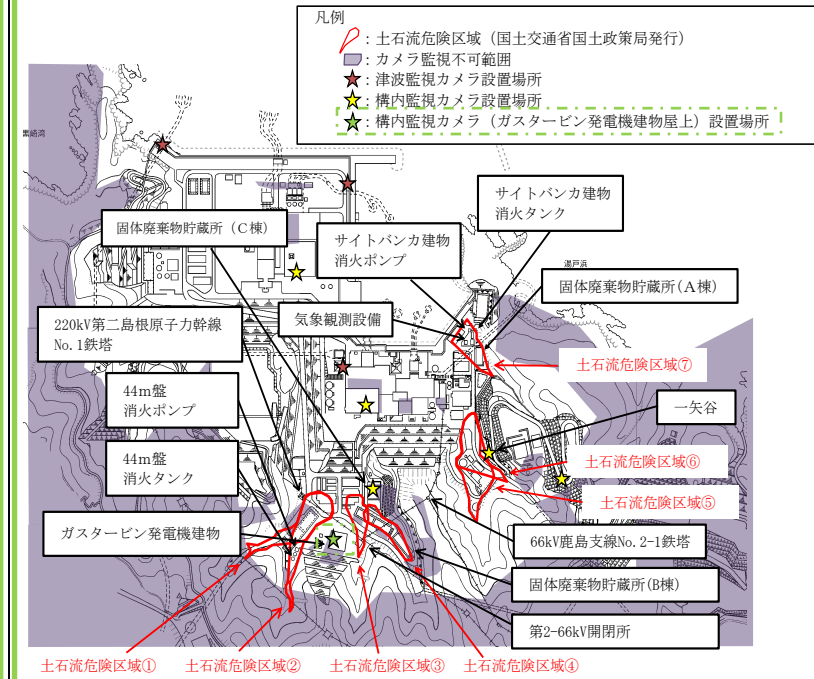 凡例
：土石流危険区域（国土交通省国土政策局発行）
：カメラ監視不可範囲
：津波監視カメラ設置場所
：構内監視カメラ設置場所
：構内監視カメラ（ガスタービン発電機建物屋上）設置場所
黒崎湾
サイトバンカ建物
消火タンク
固体廃棄物貯蔵所（C棟）
サイトバンカ建物
消火ポンプ
湯戸浜
固体廃棄物貯蔵所(A棟)
220kV第二島根原子力幹線
No.1鉄塔
気象観測設備
土石流危険区域⑦
44m盤
消火ポンプ
一矢谷
44m盤
消火タンク
土石流危険区域⑥
土石流危険区域⑤
ガスタービン発電機建物
66kV鹿島支線No.2-1鉄塔
固体廃棄物貯蔵所(B棟)
第2-66kV開閉所
土石流危険区域①
土石流危険区域②
土石流危険区域③
土石流危険区域④